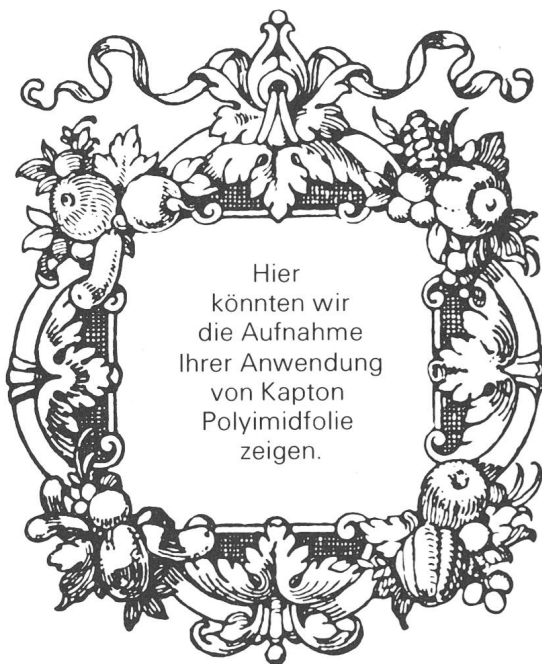 Hier
könnten wir
die Aufnahme
Ihrer Anwendung
von Kapton
Polyimidfolie
zeigen.